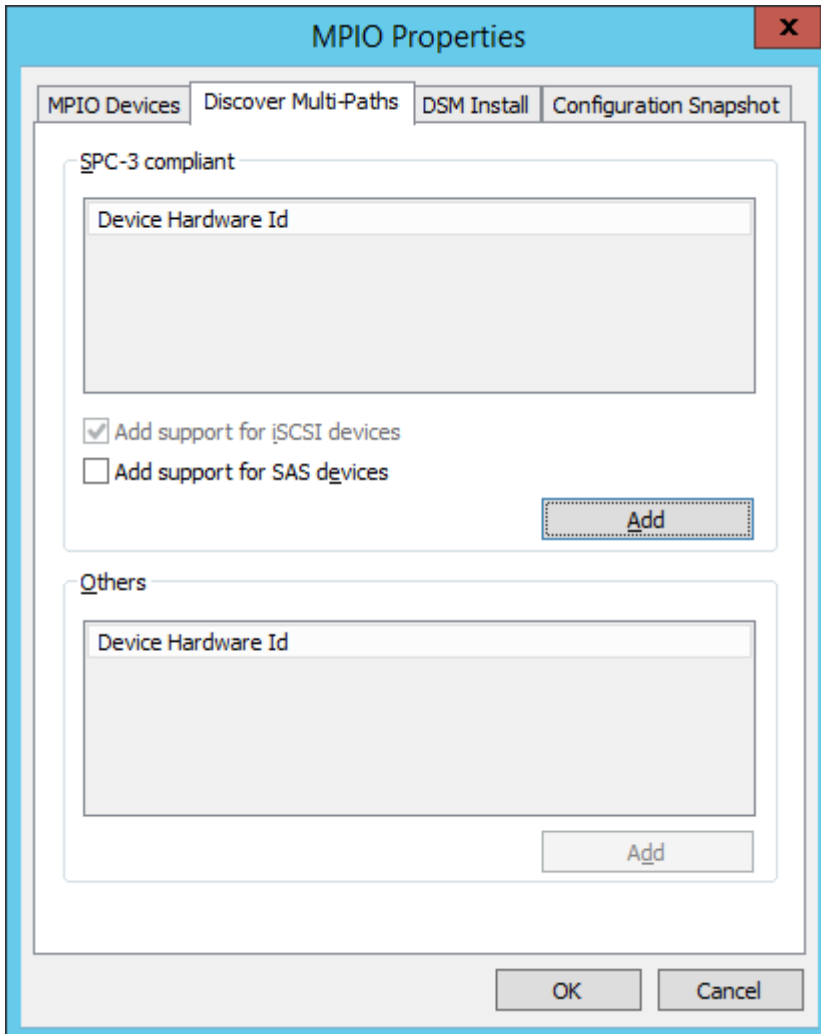 MPIO Properties
x
MPIO Devices
Discover Multi-Paths
DSM Install
Configuration Snapshot
SPC-3 compliant
Device Hardware Id
Add support for iSCSI devices
Add support for SAS devices
Add
Others
Device Hardware Id
Add
OK
Cancel